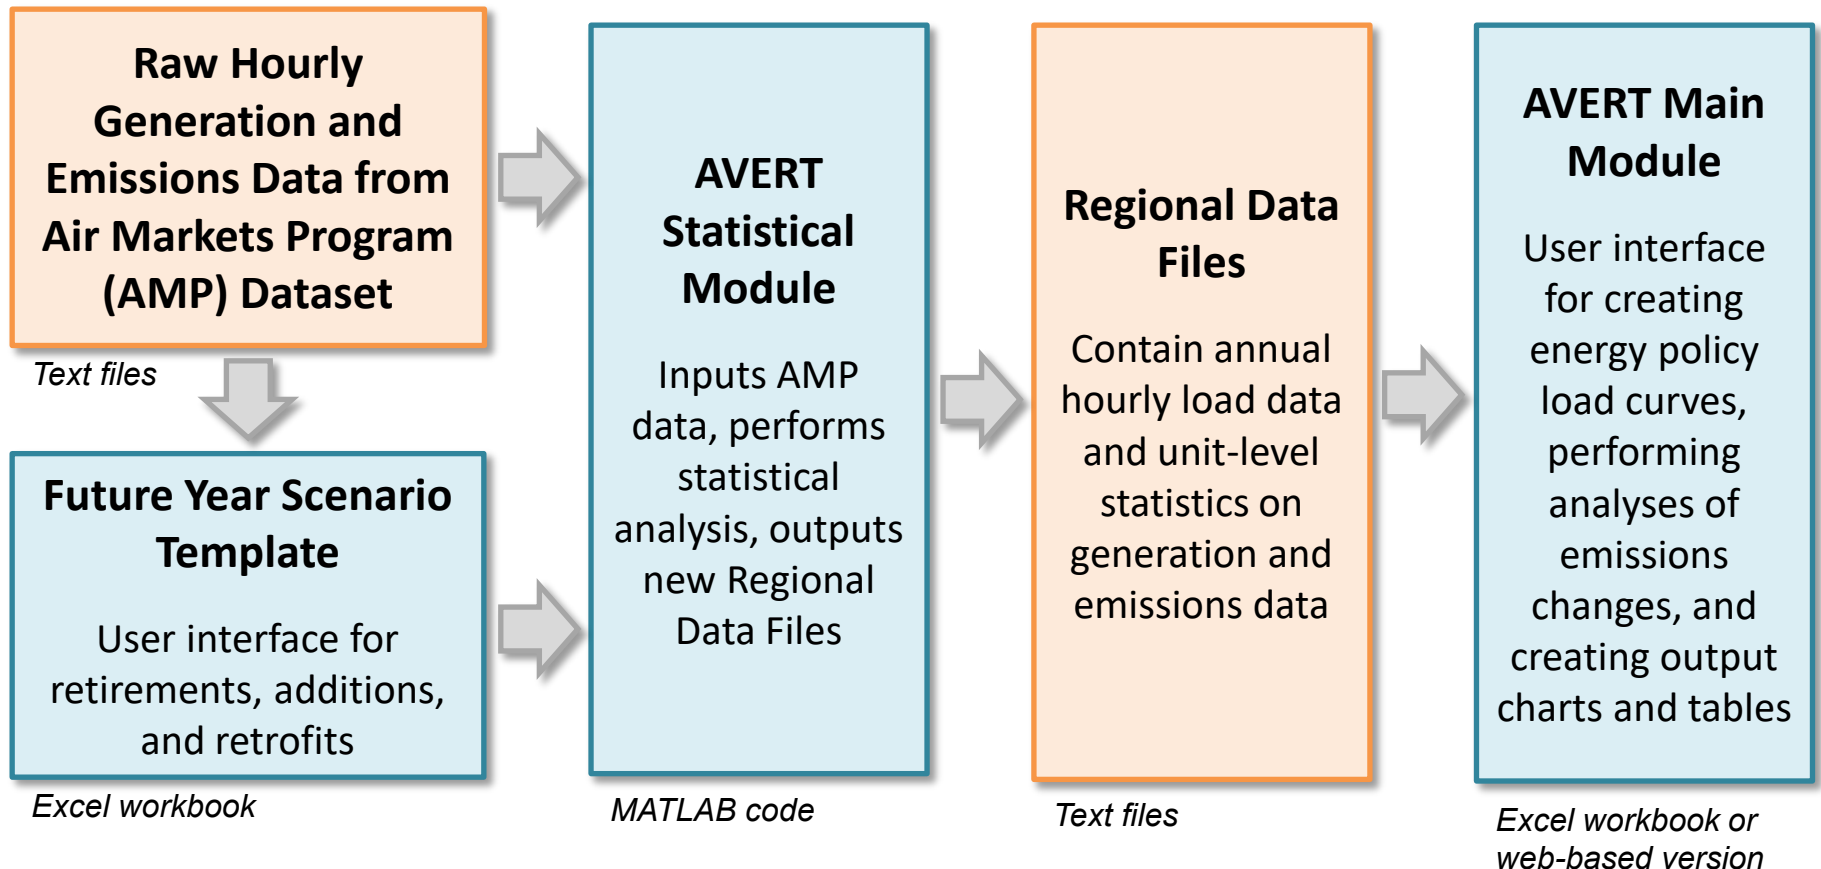 Raw Hourly
Generation and
Emissions Data from
Air Markets Program
(AMP) Dataset
Text files
Future Year Scenario
Template
User interface for
retirements, additions,
and retrofits
Excel workbook
AVERT
Statistical
Module
Inputs AMP
data, performs
statistical
analysis, outputs
new Regional
Data Files
MATLAB code
Regional Data
Files
Contain annual
hourly load data
and unit-level
statistics on
generation and
emissions data
Text files
AVERT Main
Module
User interface
for creating
energy policy
load curves,
performing
analyses of
emissions
changes, and
creating output
charts and tables
Excel workbook or
web-based version